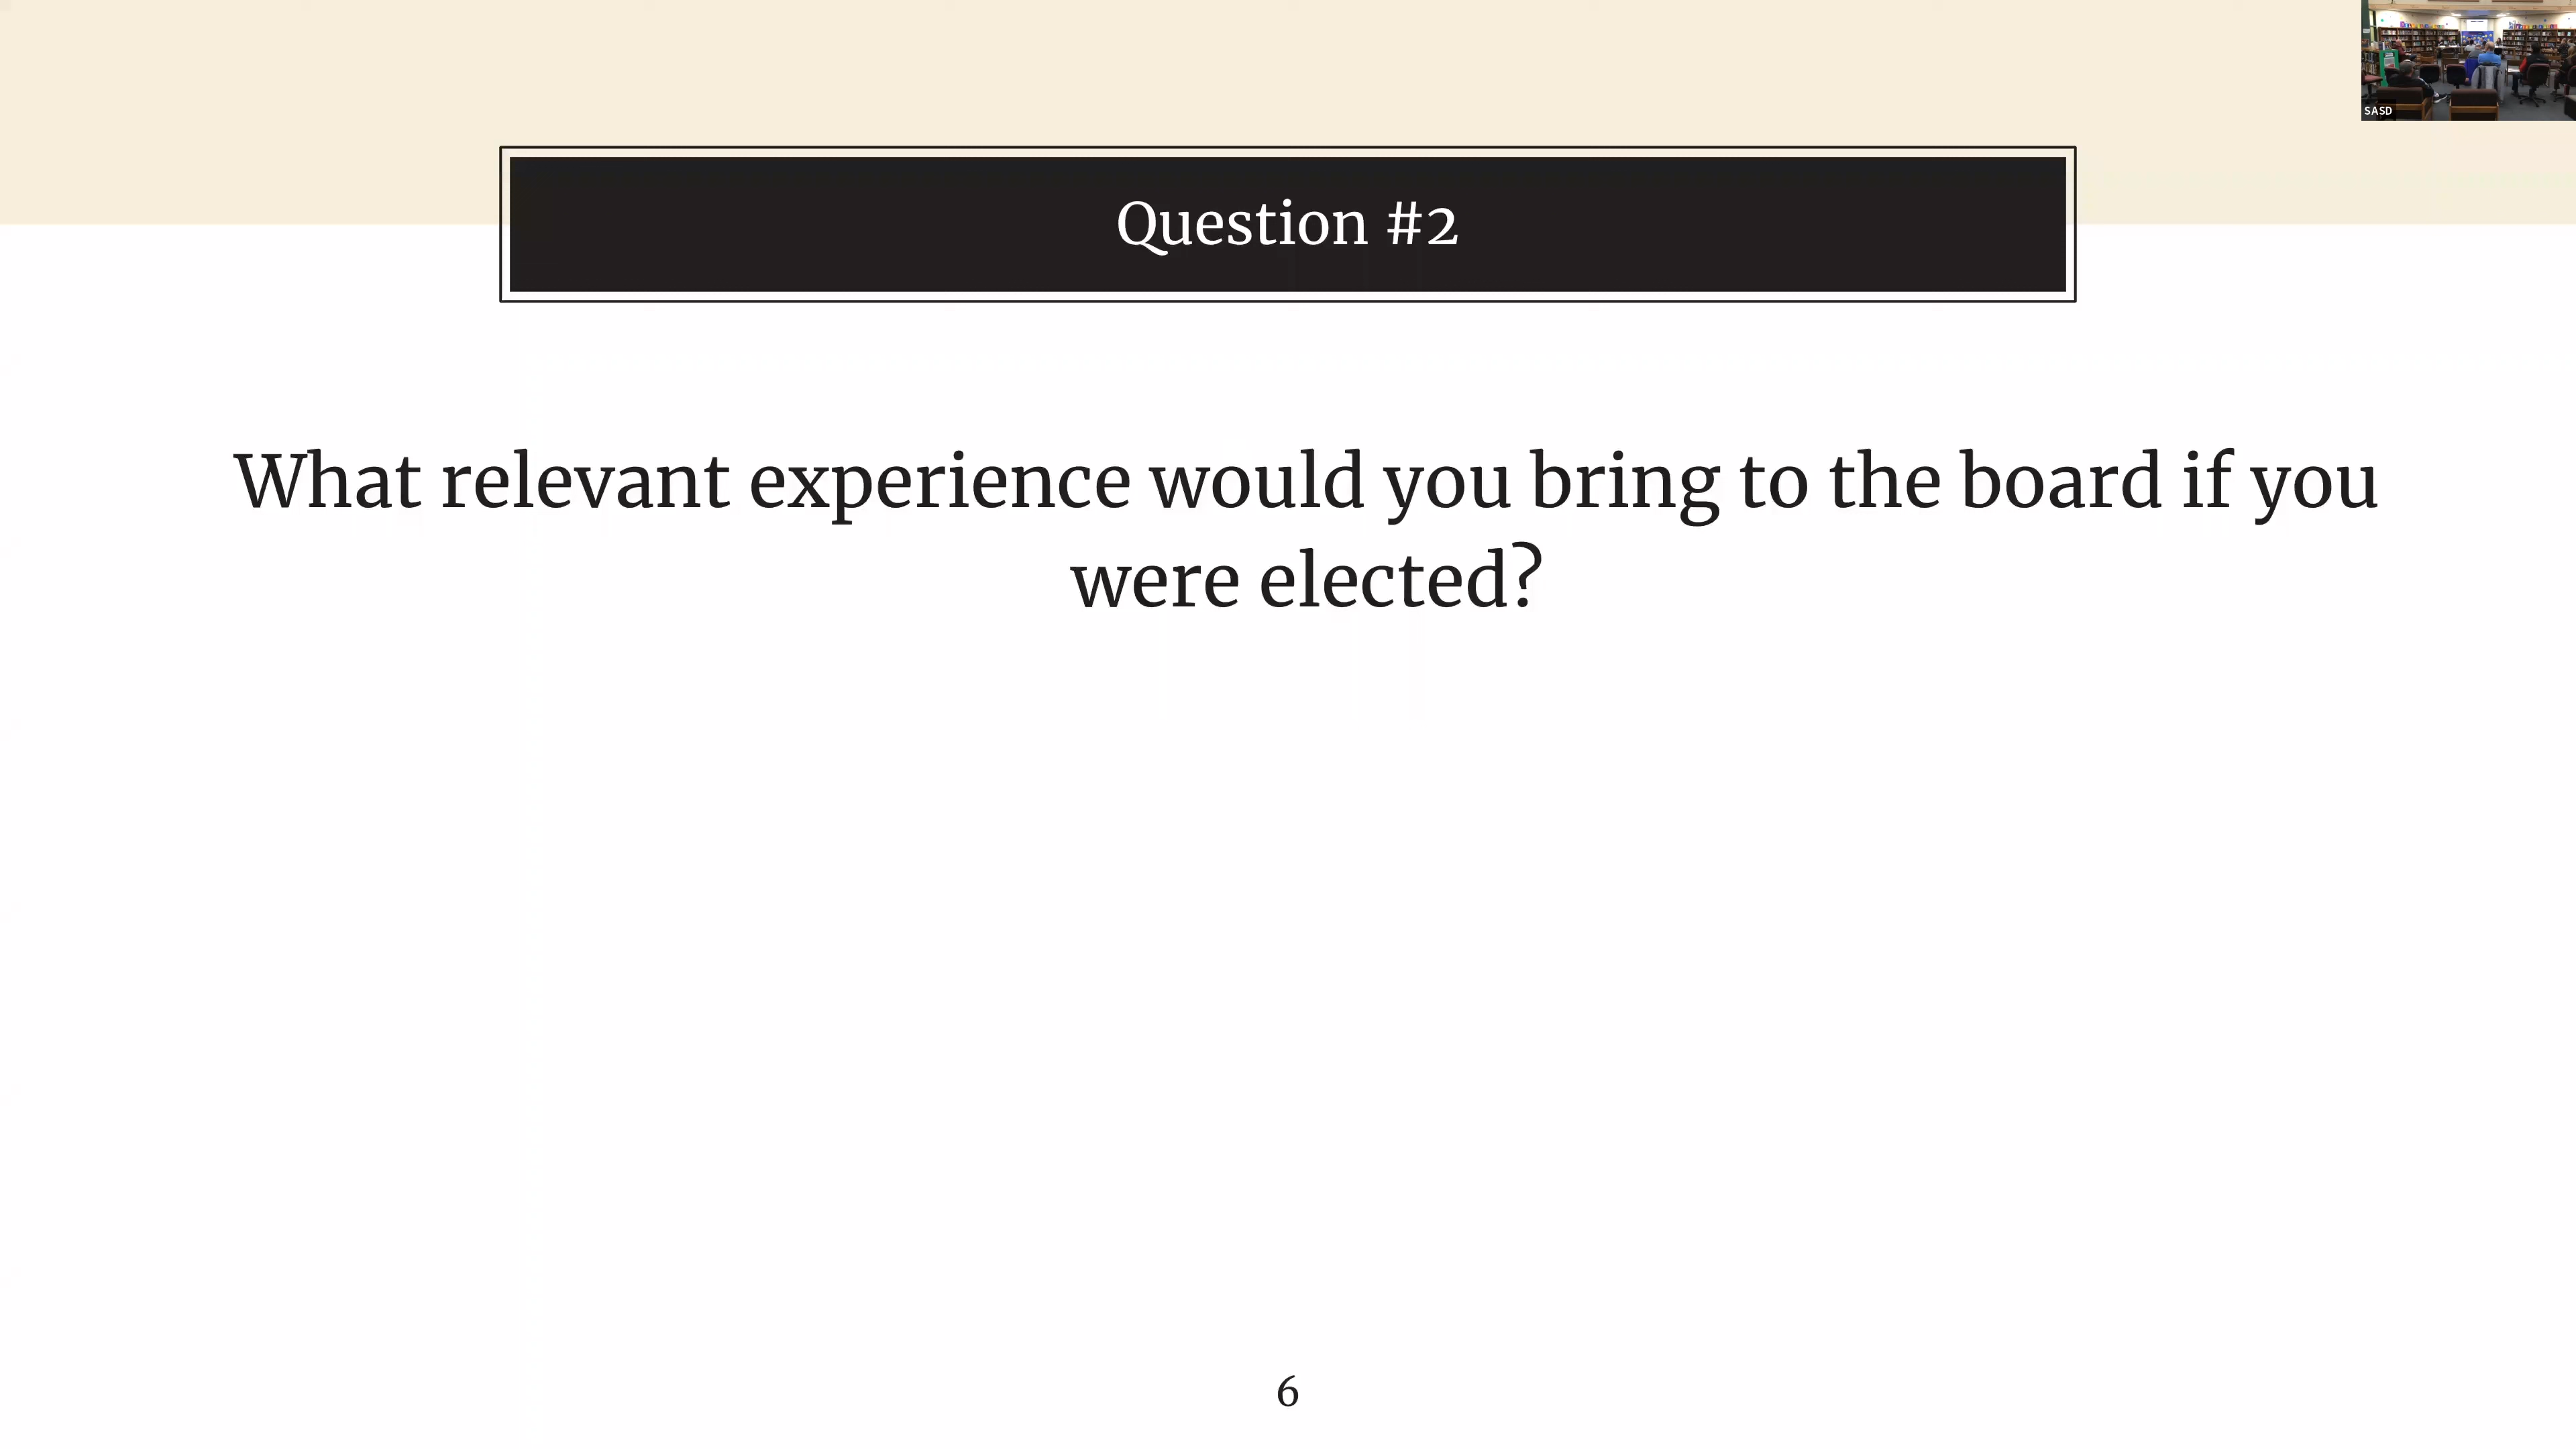 SASD
Question #2
What relevant experience would you bring to the board if you
were elected?
6